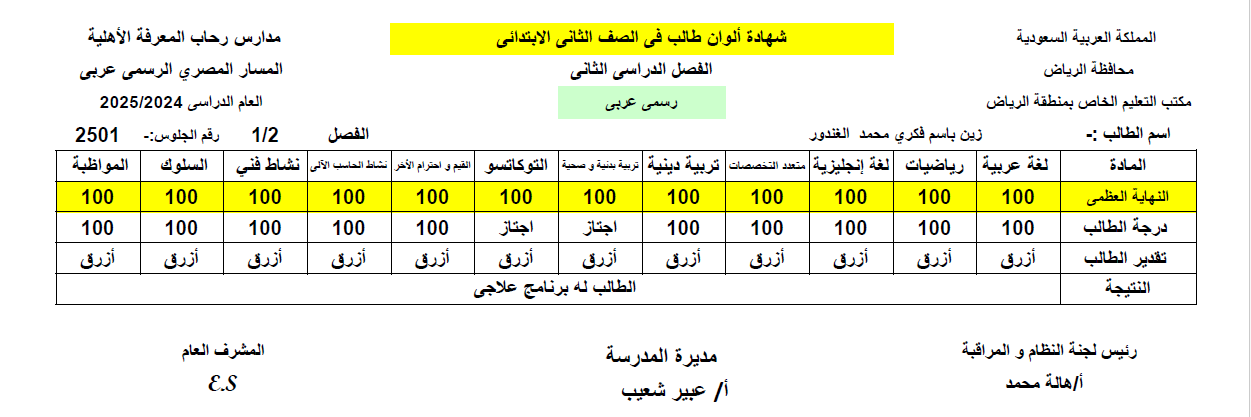 المملكة العربية السعودية شهادة ألوان طالب فى الصف الثانى الابتدائى مدارس رحاب المعرفة الأهلية
محافظة الرياض الفصل الدراسى الثانى المسار المصري الرسمى عربى
مكتب التعليم الخاص بمنطقة الرياض رسمى عربى العام الدراسى 2025/2024
اسم الطالب :- زين باسم فكري محمد الغندور الفصل 1/2 رقم الجلوس:- 2501
المادة لغة عربية رياضيات لغة إنجليزية متعدد التخصصات تربية دينية تربية بدنية و صحية التوكاتسو القيم و احترام الأخر نشاط الحاسب الآلى نشاط فني السلوك المواظبة
النهاية العظمى 100 100 100 100 100 100 100 100 100 100 100 100
درجة الطالب 100 100 100 100 100 اجتاز اجتاز 100 100 100 100 100
تقدير الطالب أزرق أزرق أزرق أزرق أزرق أزرق أزرق أزرق أزرق أزرق أزرق أزرق
النتيجة الطالب له برنامج علاجى
رئيس لجنة النظام و المراقبة مديرة المدرسة المشرف العام
أ/هالة محمد أ/ عبير شعيب E.S